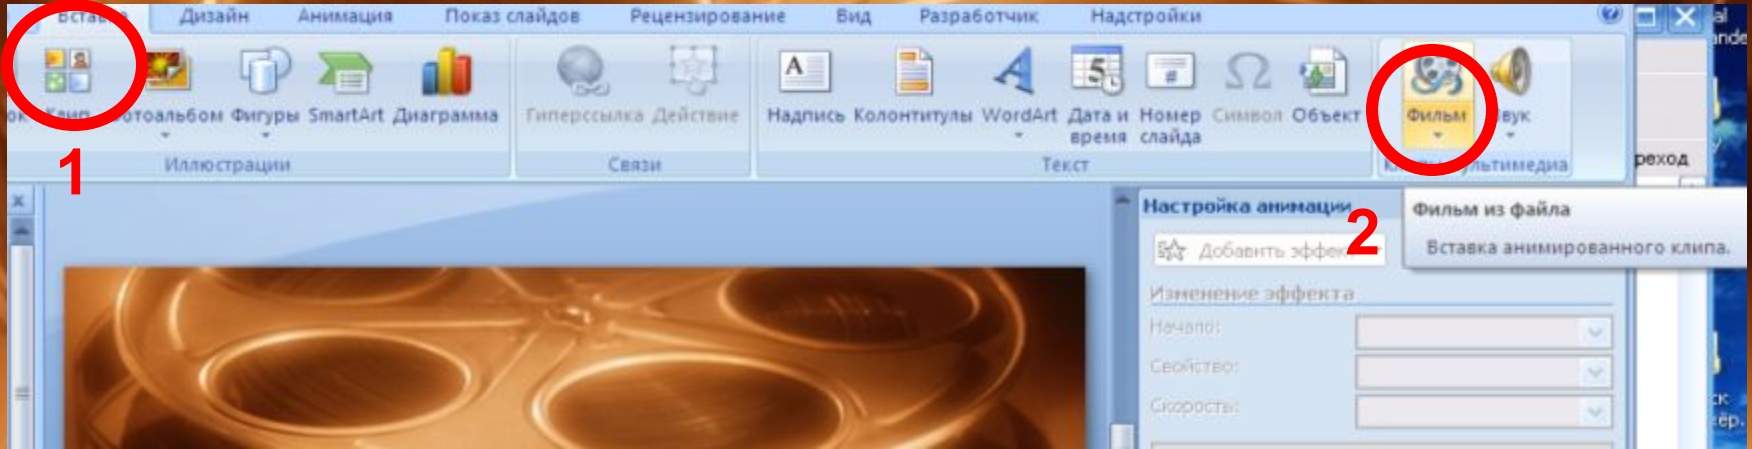 Вставка Дизайн Анимация Показ слайдов Рецензирование Вид Разработчик Надстройки
Клип Фотоальбом Фигуры SmartArt Диаграмма Гиперссылка Действие Надпись Колонтитулы WordArt Дата и время Номер слайда Символ Объект Фильм Звук
Иллюстрации Связи Текст мультимедиа
1
реход
Настройка анимации
2
Фильм из файла
Вставка анимированного клипа.
Добавить эффект
Изменение эффекта
Начало:
Свойство:
Скорость: